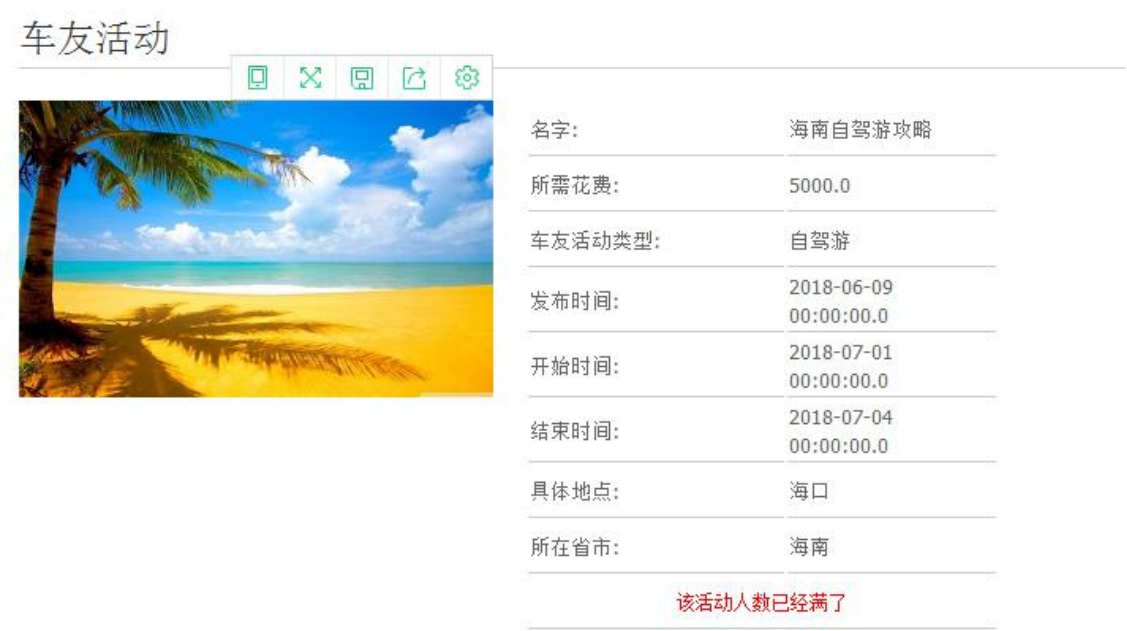 车友活动
名字: 海南自驾游攻略
所需花费: 5000.0
车友活动类型: 自驾游
发布时间: 2018-06-09
00:00:00.0
开始时间: 2018-07-01
00:00:00.0
结束时间: 2018-07-04
00:00:00.0
具体地点: 海口
所在省市: 海南
该活动人数已经满了